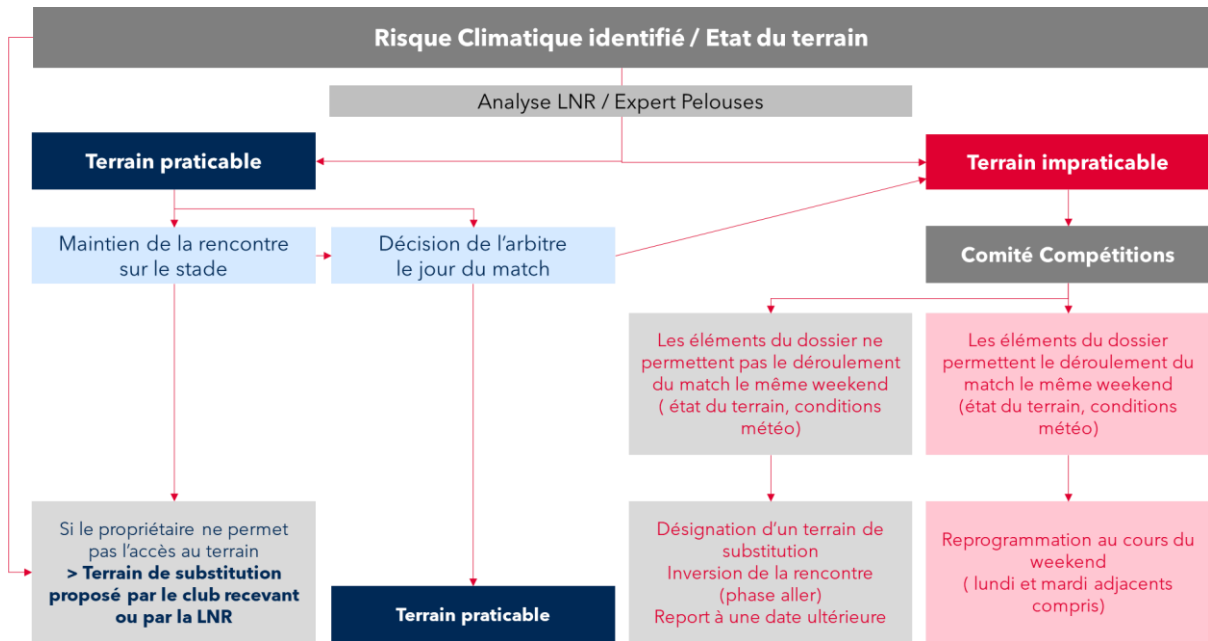 Risque Climatique identifié / Etat du terrain
Analyse LNR / Expert Pelouses
Terrain praticable
Terrain impraticable
Maintien de la rencontre
sur le stade
Décision de l'arbitre
le jour du match
Comité Compétitions
Les éléments du dossier ne
permettent pas le déroulement
du match le même weekend
( état du terrain, conditions
météo)
Les éléments du dossier
permettent le déroulement du
match le même weekend
(état du terrain, conditions
météo)
Si le propriétaire ne permet
pas l'accès au terrain
> Terrain de substitution
proposé par le club recevant
ou par la LNR
Terrain praticable
Désignation d'un terrain de
substitution
Inversion de la rencontre
(phase aller)
Report à une date ultérieure
Reprogrammation au cours du
weekend
( lundi et mardi adjacents
compris)